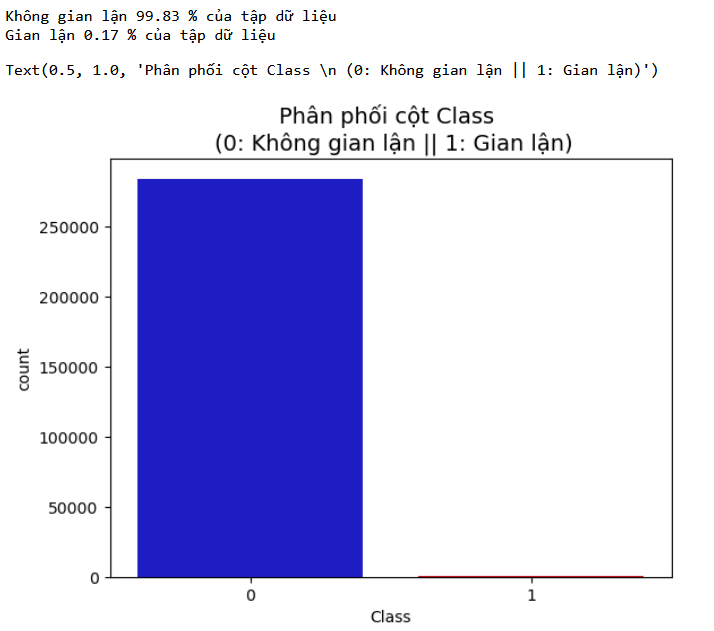 Không gian lận 99.83 % của tập dữ liệu
Gian lận 0.17 % của tập dữ liệu
Text(0.5, 1.0, 'Phân phối cột Class \n (0: Không gian lận || 1: Gian lận)')
Phân phối cột Class
(0: Không gian lận || 1: Gian lận)
250000
200000
150000
100000
50000
0
count
0
1
Class